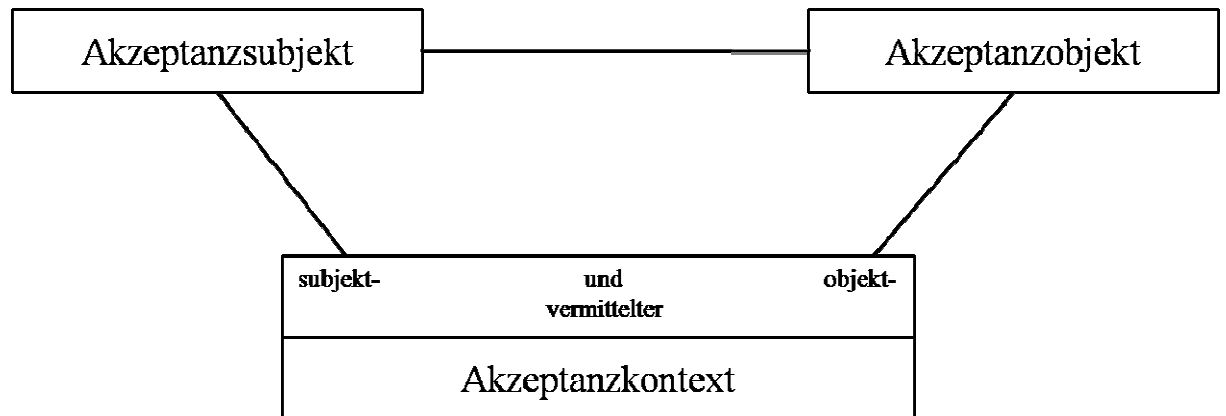 Akzeptanzsubjekt
Akzeptanzobjekt
subjekt- und objekt-
vermittelter
Akzeptanzkontext